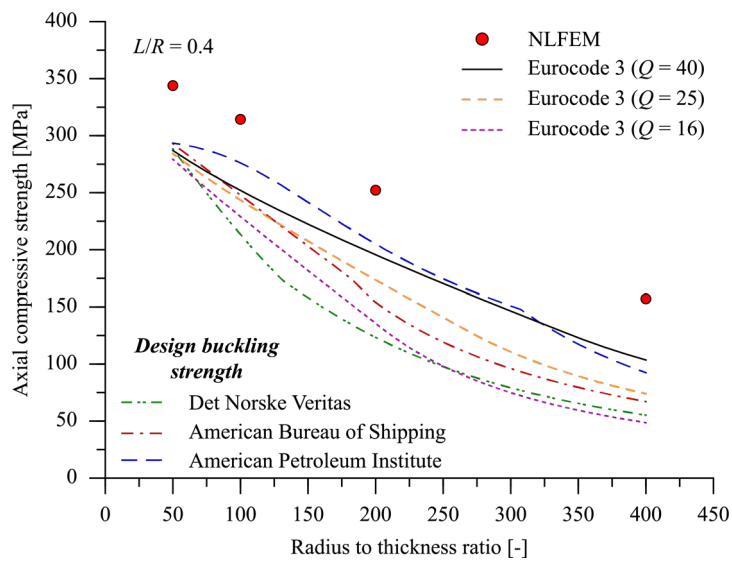 L/R = 0.4
NLFEM
Eurocode 3 (Q = 40)
Eurocode 3 (Q = 25)
Eurocode 3 (Q = 16)
Axial compressive strength [MPa]
400
350
300
250
200
150
100
50
0
Design buckling
strength
Det Norske Veritas
American Bureau of Shipping
American Petroleum Institute
0 50 100 150 200 250 300 350 400 450
Radius to thickness ratio [-]